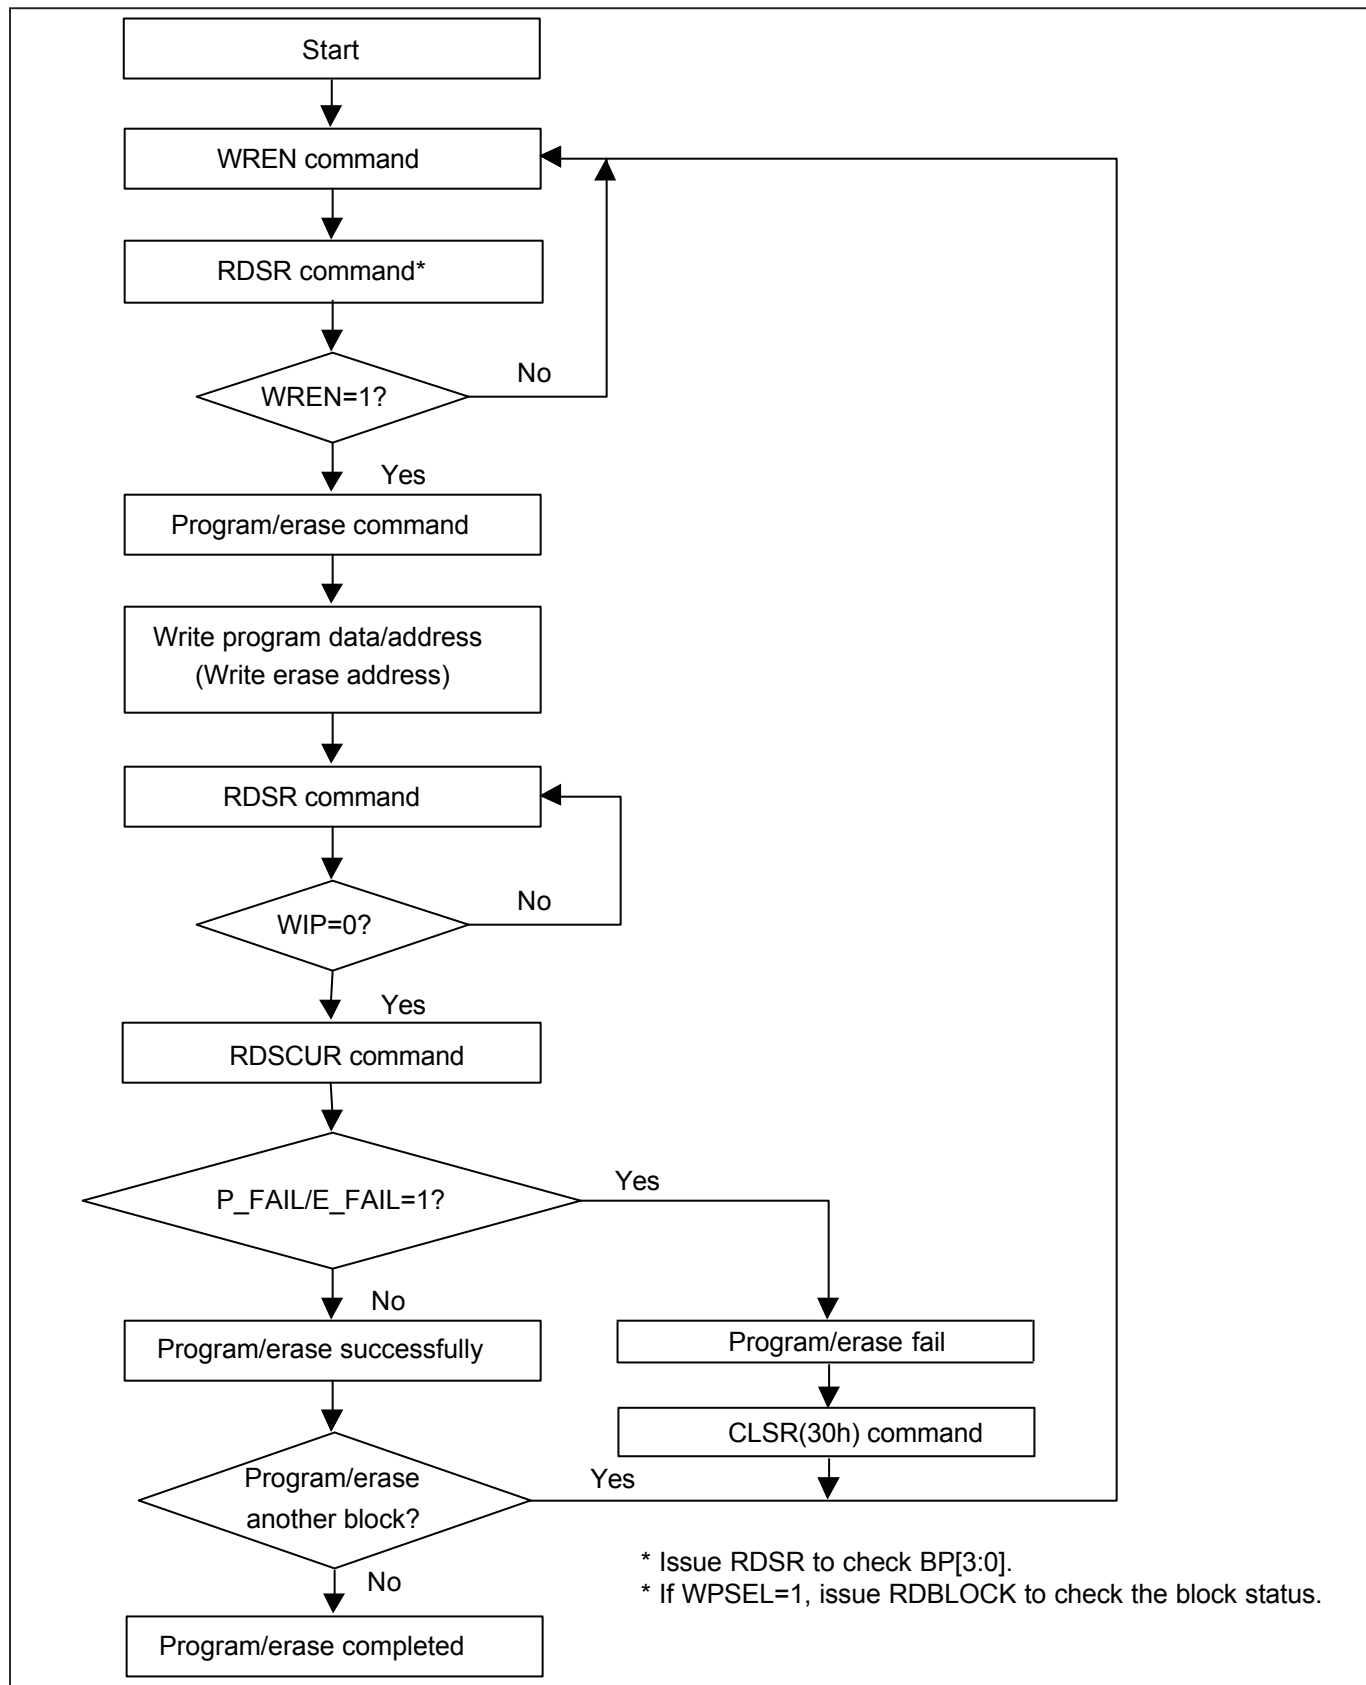 Start
WREN command
RDSR command*
WREN=1?
No
Yes
Program/erase command
Write program data/address
(Write erase address)
RDSR command
WIP=0?
No
Yes
RDSCUR command
P_FAIL/E_FAIL=1?
Yes
No
Program/erase successfully
Program/erase fail
CLSR(30h) command
Program/erase
another block?
Yes
No
* Issue RDSR to check BP[3:0].
* If WPSEL=1, issue RDBLOCK to check the block status.
Program/erase completed